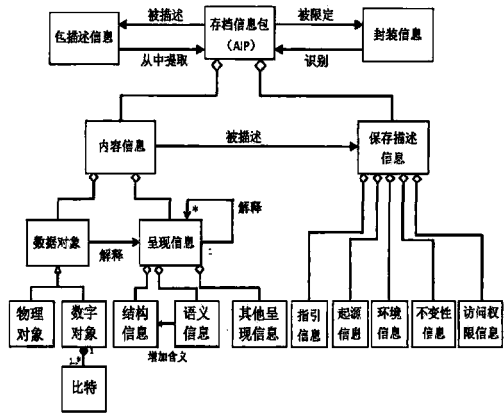 被描述
存档信息包
(AIP)
被限定
包描述信息
封装信息
从中提取
识别
内容信息
被描述
保存描述
信息
*
解释
数据对象
解释
呈现信息
:
物理
对象
数字
对象
结构
信息
语义
信息
其他呈
现信息
指引
信息
起源
信息
环境
信息
不变性
信息
访问权
限信息
增加含义
1
1..*
比特